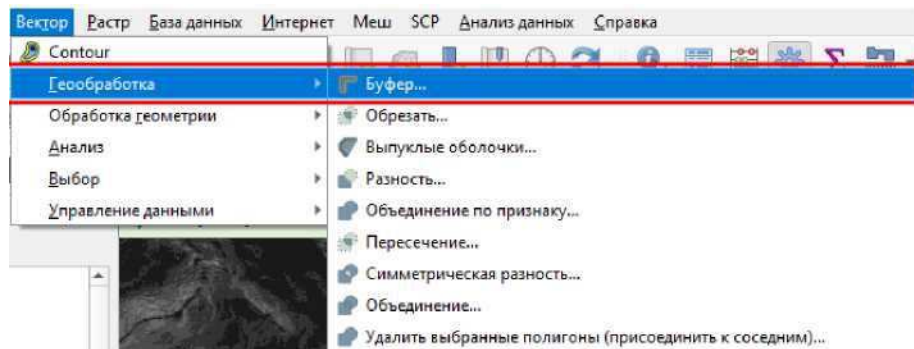 Вектор Растр База данных Интернет Меш SCP Анализ данных Справка
Contour
Геообработка
Буфер...
Обработка геометрии
Обрезать...
Анализ
Выпуклые оболочки...
Выбор
Разность...
Управление данными
Объединение по признаку...
Пересечение...
Симметрическая разность...
Объединение...
Удалить выбранные полигоны (присоединить к соседним)...